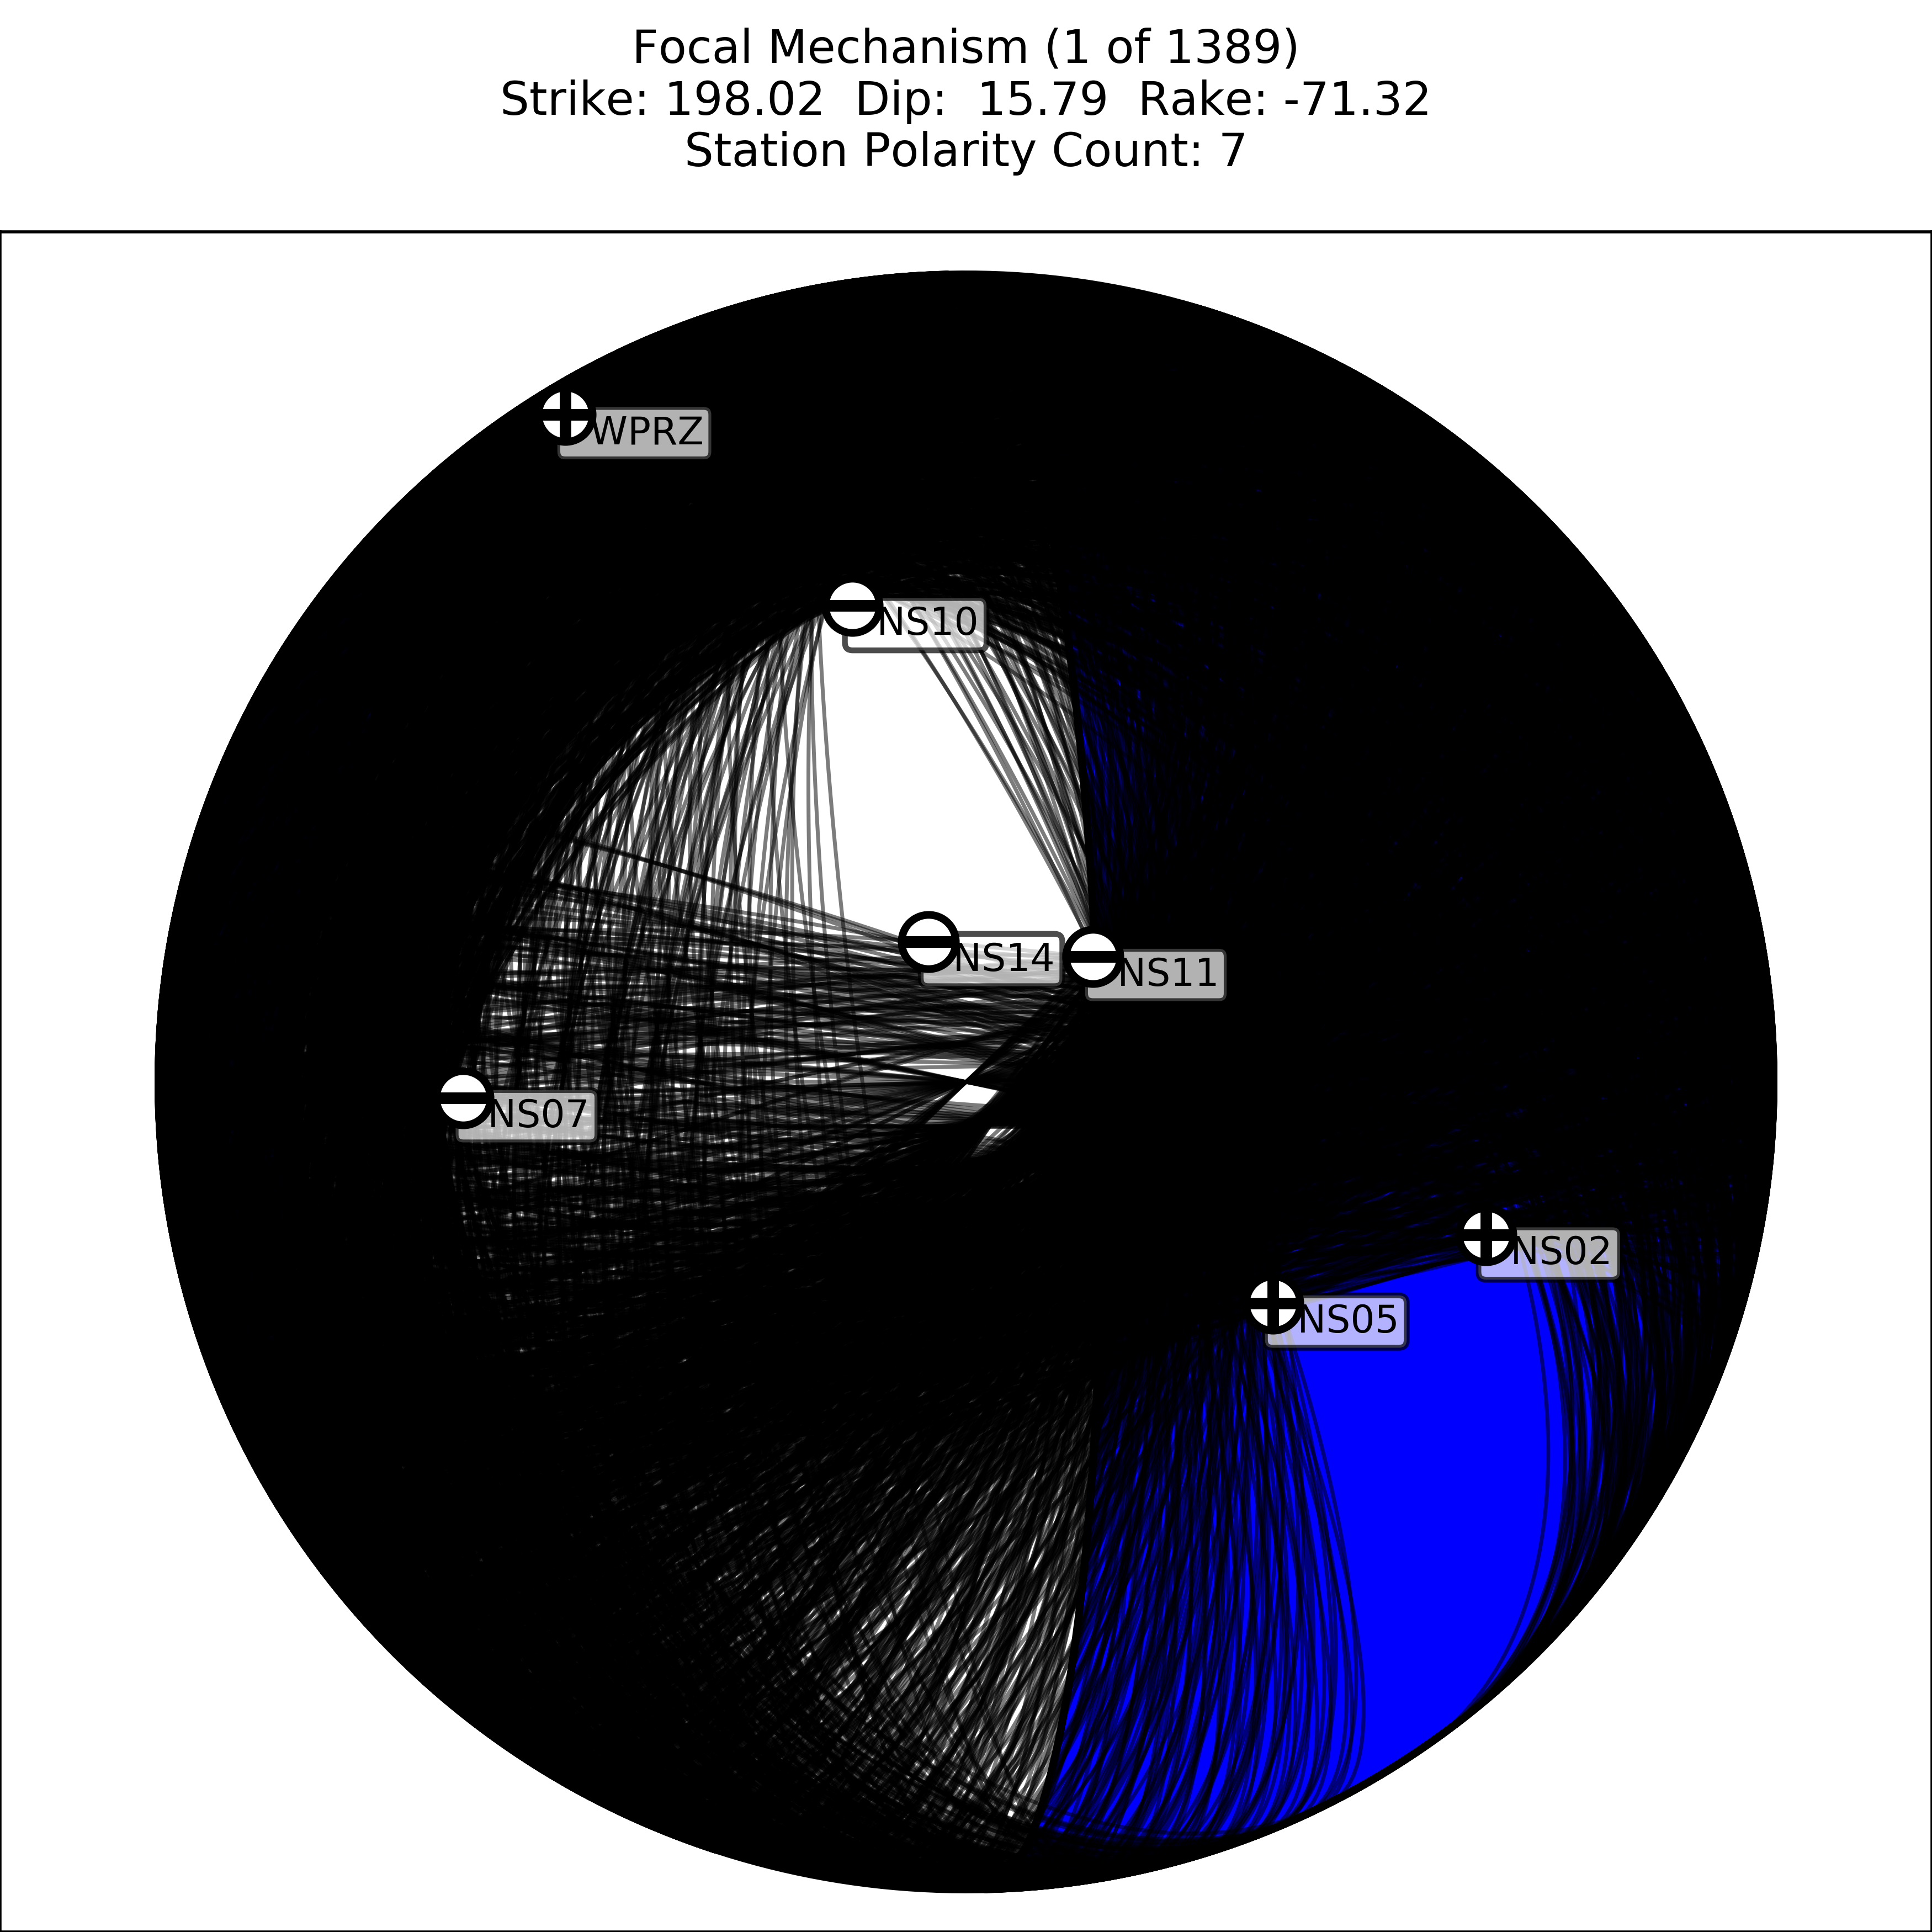 Focal Mechanism (1 of 1389)
Strike: 198.02  Dip:  15.79  Rake: -71.32
Station Polarity Count: 7
WPRZ
NS10
NS14
NS11
NS07
NS02
NS05